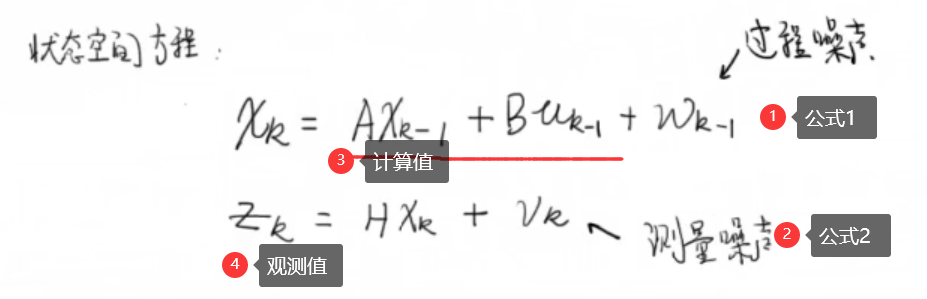 状态空间方程:
过程噪声
X_k = AX_{k-1} + Bu_{k-1} + w_{k-1}
1 公式1
3 计算值
Z_k = HX_k + v_k
测量噪声
2 公式2
4 观测值